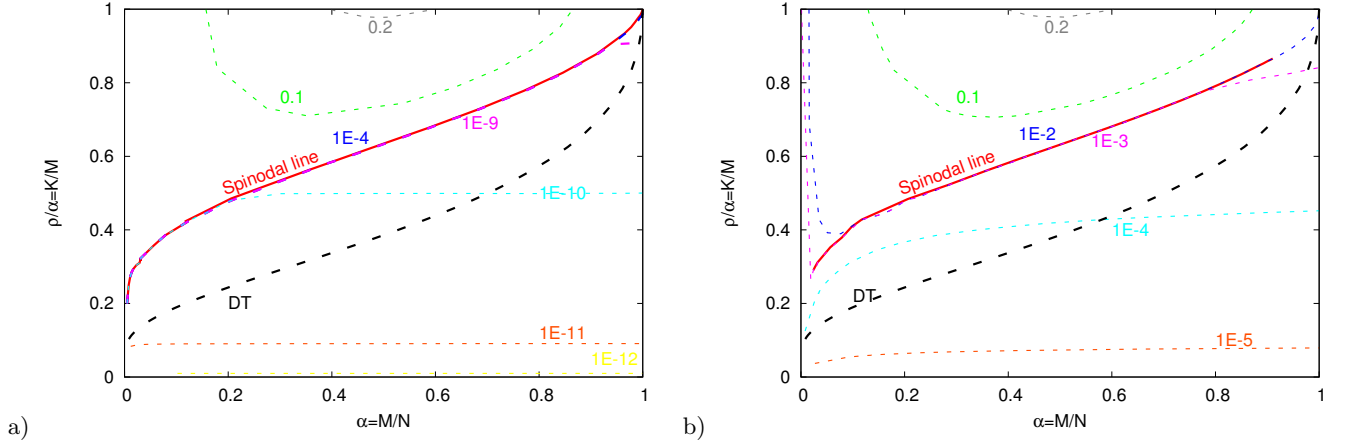 1
0.8
0.6
0.4
0.2
0
0
0.2
0.4
0.6
0.8
1
ρ/α=K/M
α=M/N
0.2
0.1
1E-4
1E-9
Spinodal line
1E-10
DT
1E-11
1E-12
a)
1
0.8
0.6
0.4
0.2
0
0
0.2
0.4
0.6
0.8
1
ρ/α=K/M
α=M/N
0.2
0.1
1E-2
1E-3
Spinodal line
1E-4
DT
1E-5
b)